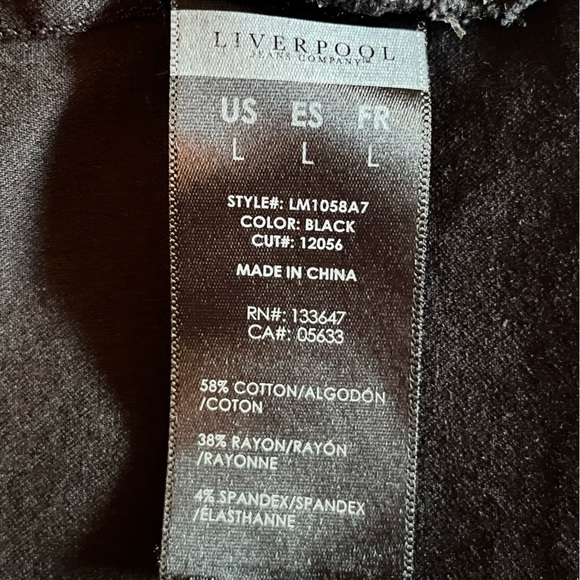 LIVERPOOL
JEANS COMPANY™
US ES FR
L L L
STYLE#: LM1058A7
COLOR: BLACK
CUT#: 12056
MADE IN CHINA
RN#: 133647
CA#: 05633
58% COTTON/ALGODÓN
/COTON
38% RAYON/RAYÓN
/RAYONNE
4% SPANDEX/SPANDEX
/ÉLASTHANNE